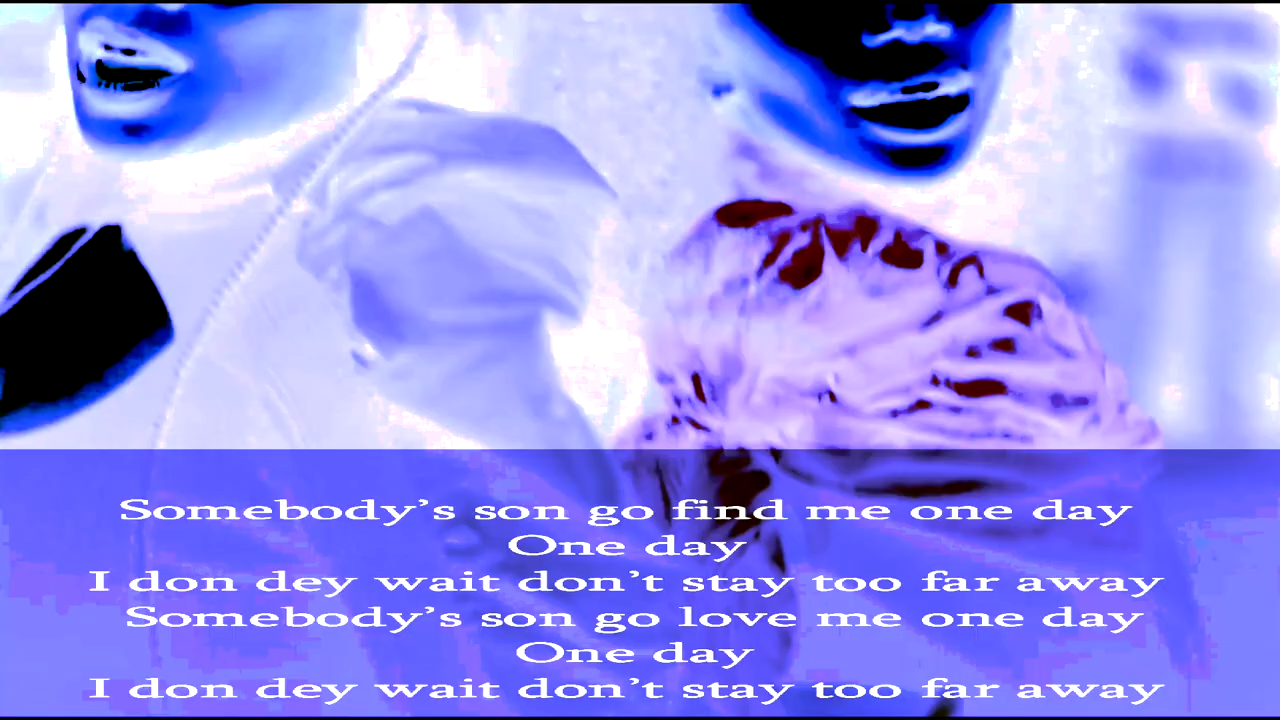 Somebody’s son go find me one day
One day
I don dey wait don’t stay too far away
Somebody’s son go love me one day
One day
I don dey wait don’t stay too far away